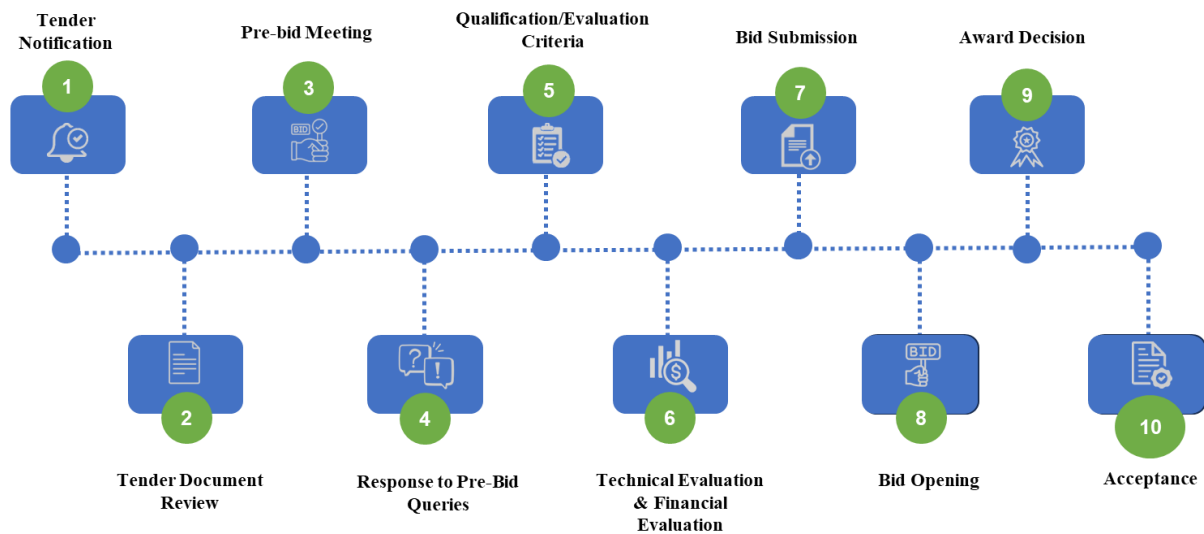 Tender
Notification
1
Tender Document
Review
2
Pre-bid Meeting
3
BID
Response to Pre-Bid
Queries
4
?
!
Qualification/Evaluation
Criteria
5
Technical Evaluation
& Financial
Evaluation
6
$
Bid Submission
7
Bid Opening
8
BID
Award Decision
9
Acceptance
10